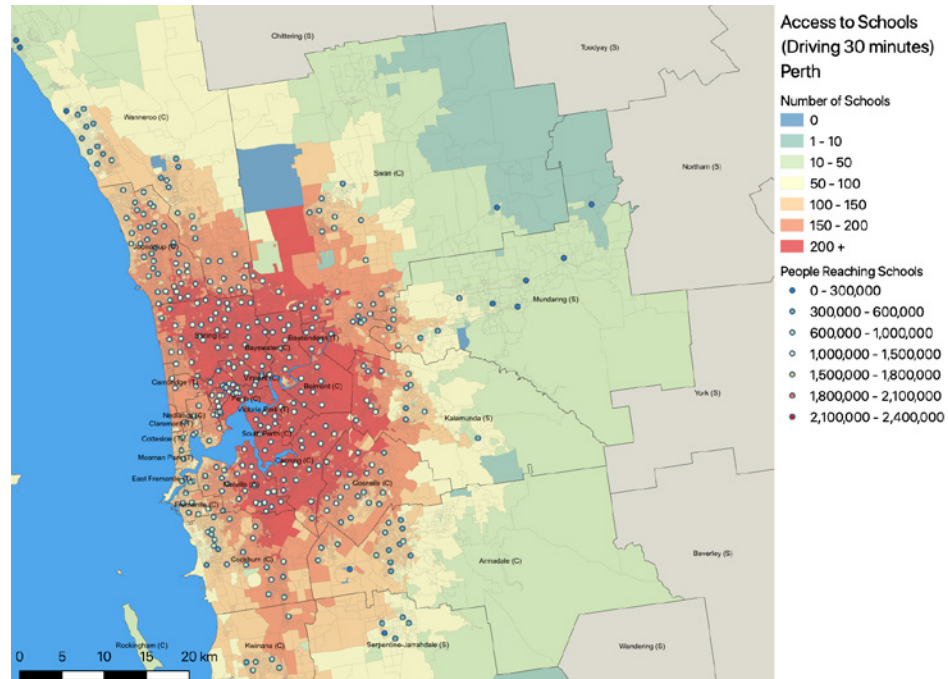 Access to Schools
(Driving 30 minutes)
Perth
Number of Schools
0
1 - 10
10 - 50
50 - 100
100 - 150
150 - 200
200 +
People Reaching Schools
0 - 300,000
300,000 - 600,000
600,000 - 1,000,000
1,000,000 - 1,500,000
1,500,000 - 1,800,000
1,800,000 - 2,100,000
2,100,000 - 2,400,000
Chittering (S)
Toodyay (S)
Wanneroo (C)
Northam (S)
Swan (C)
Mundaring (S)
Bayswater (C)
Belmont (C)
York (S)
Victoria Park (T)
Kalamunda (S)
Claremont (T)
South Perth (C)
Cottesloe (T)
Mosman Park (T)
Canning (C)
East Fremantle (T)
Melville (C)
Gosnells (C)
Fremantle (C)
Beverley (S)
Cockburn (C)
Armadale (C)
Rockingham (C)
Kwinana (C)
Serpentine-Jarrahdale (S)
Wandering (S)
0 5 10 15 20 km